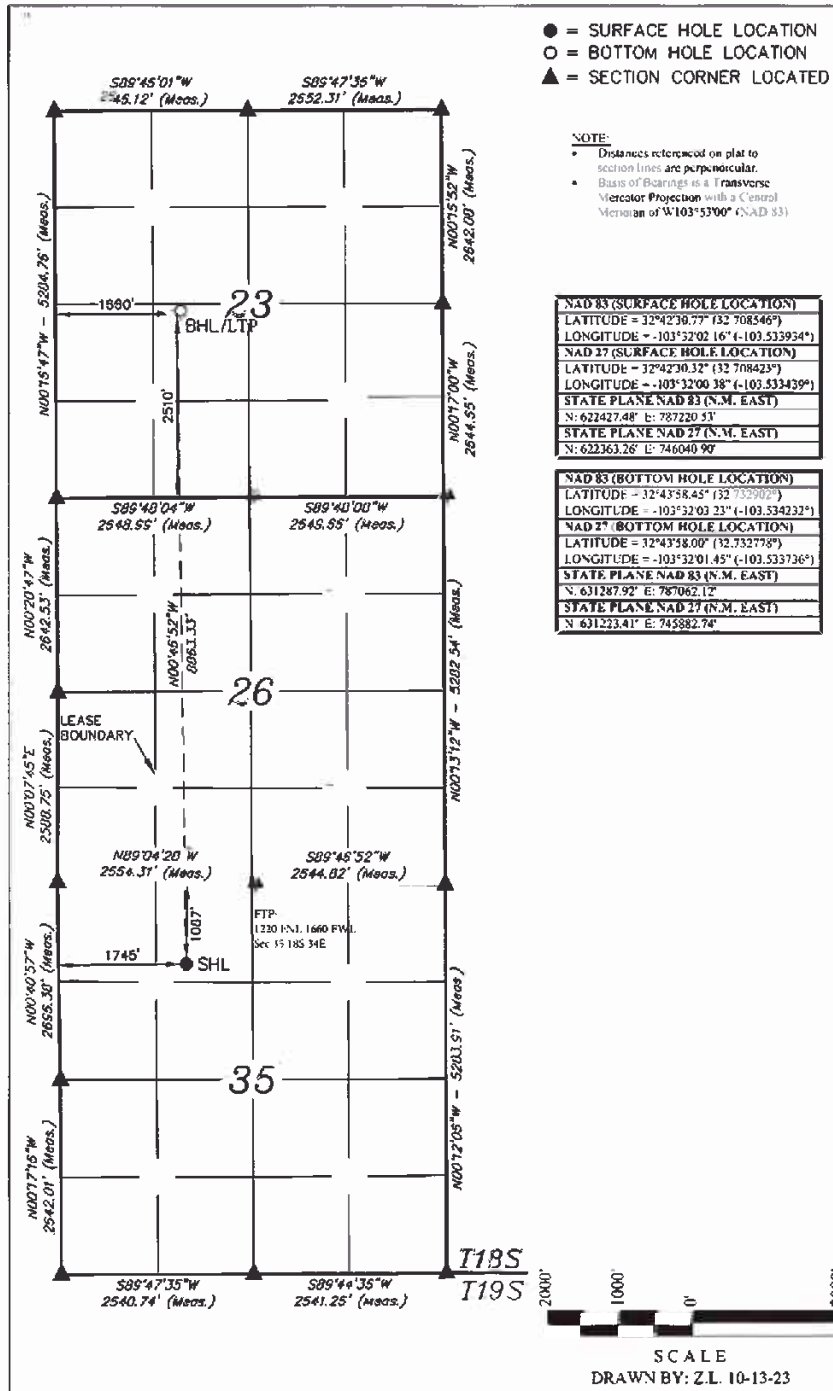 ● = SURFACE HOLE LOCATION
○ = BOTTOM HOLE LOCATION
▲ = SECTION CORNER LOCATED
NOTE:
• Distances referenced on plat to
section lines are perpendicular.
• Basis of Bearings is a Transverse
Mercator Projection with a Central
Meridian of W103°53'00" (NAD 83)
S89°45'01"W
2545.12' (Meas.)
S89°47'35"W
2552.31' (Meas.)
N00°15'52"W
2642.00' (Meas.)
N00°16'47"W - 5284.76' (Meas.)
1660'
23
BHL/LTP
2510'
N00°17'00"W
2644.55' (Meas.)
NAD 83 (SURFACE HOLE LOCATION)
LATITUDE = 32°42'30.77" (32.708546°)
LONGITUDE = -103°32'02.16" (-103.533934°)
NAD 27 (SURFACE HOLE LOCATION)
LATITUDE = 32°42'30.32" (32.708423°)
LONGITUDE = -103°32'00.38" (-103.533439°)
STATE PLANE NAD 83 (N.M. EAST)
N: 622427.48' E: 787220.53'
STATE PLANE NAD 27 (N.M. EAST)
N: 622363.26' E: 746040.90'
NAD 83 (BOTTOM HOLE LOCATION)
LATITUDE = 32°43'58.45" (32.732902°)
LONGITUDE = -103°32'03.23" (-103.534232°)
NAD 27 (BOTTOM HOLE LOCATION)
LATITUDE = 32°43'58.00" (32.732778°)
LONGITUDE = -103°32'01.45" (-103.533736°)
STATE PLANE NAD 83 (N.M. EAST)
N: 631287.92' E: 787062.12'
STATE PLANE NAD 27 (N.M. EAST)
N: 631223.41' E: 745882.74'
S89°48'04"W
2548.55' (Meas.)
S89°48'00"W
2549.55' (Meas.)
N00°20'47"W
2642.53' (Meas.)
N00°46'52"W
8863.33'
N00°13'12"W - 5282.54' (Meas.)
26
LEASE
BOUNDARY
N00°07'45"E
2588.75' (Meas.)
N89°04'28"W
2554.31' (Meas.)
S89°46'52"W
2544.82' (Meas.)
1087'
FTP:
1220 FNL 1660 FWL
Sec 35 18S 34E
1745'
SHL
N00°40'57"W
2695.30' (Meas.)
N00°12'05"W - 5283.91' (Meas.)
35
N00°17'16"W
2642.01' (Meas.)
S89°47'35"W
2540.74' (Meas.)
S89°44'35"W
2541.25' (Meas.)
T18S
T19S
2000'
1000'
0'
SCALE
DRAWN BY: Z.L. 10-13-23